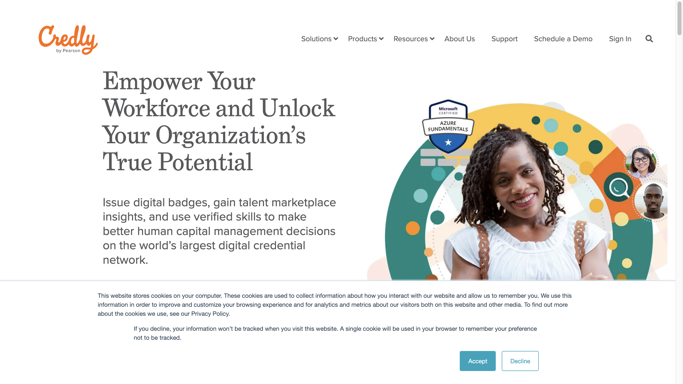 Credly
by Pearson
Solutions Products Resources About Us Support Schedule a Demo Sign In
Empower Your
Workforce and Unlock
Your Organization's
True Potential
Microsoft
CERTIFIED
AZURE
FUNDAMENTALS
Issue digital badges, gain talent marketplace
insights, and use verified skills to make
better human capital management decisions
on the world's largest digital credential
network.
This website stores cookies on your computer. These cookies are used to collect information about how you interact with our website and allow us to remember you. We use this
information in order to improve and customize your browsing experience and for analytics and metrics about our visitors both on this website and other media. To find out more
about the cookies we use, see our Privacy Policy.
If you decline, your information won't be tracked when you visit this website. A single cookie will be used in your browser to remember your preference
not to be tracked.
Accept Decline